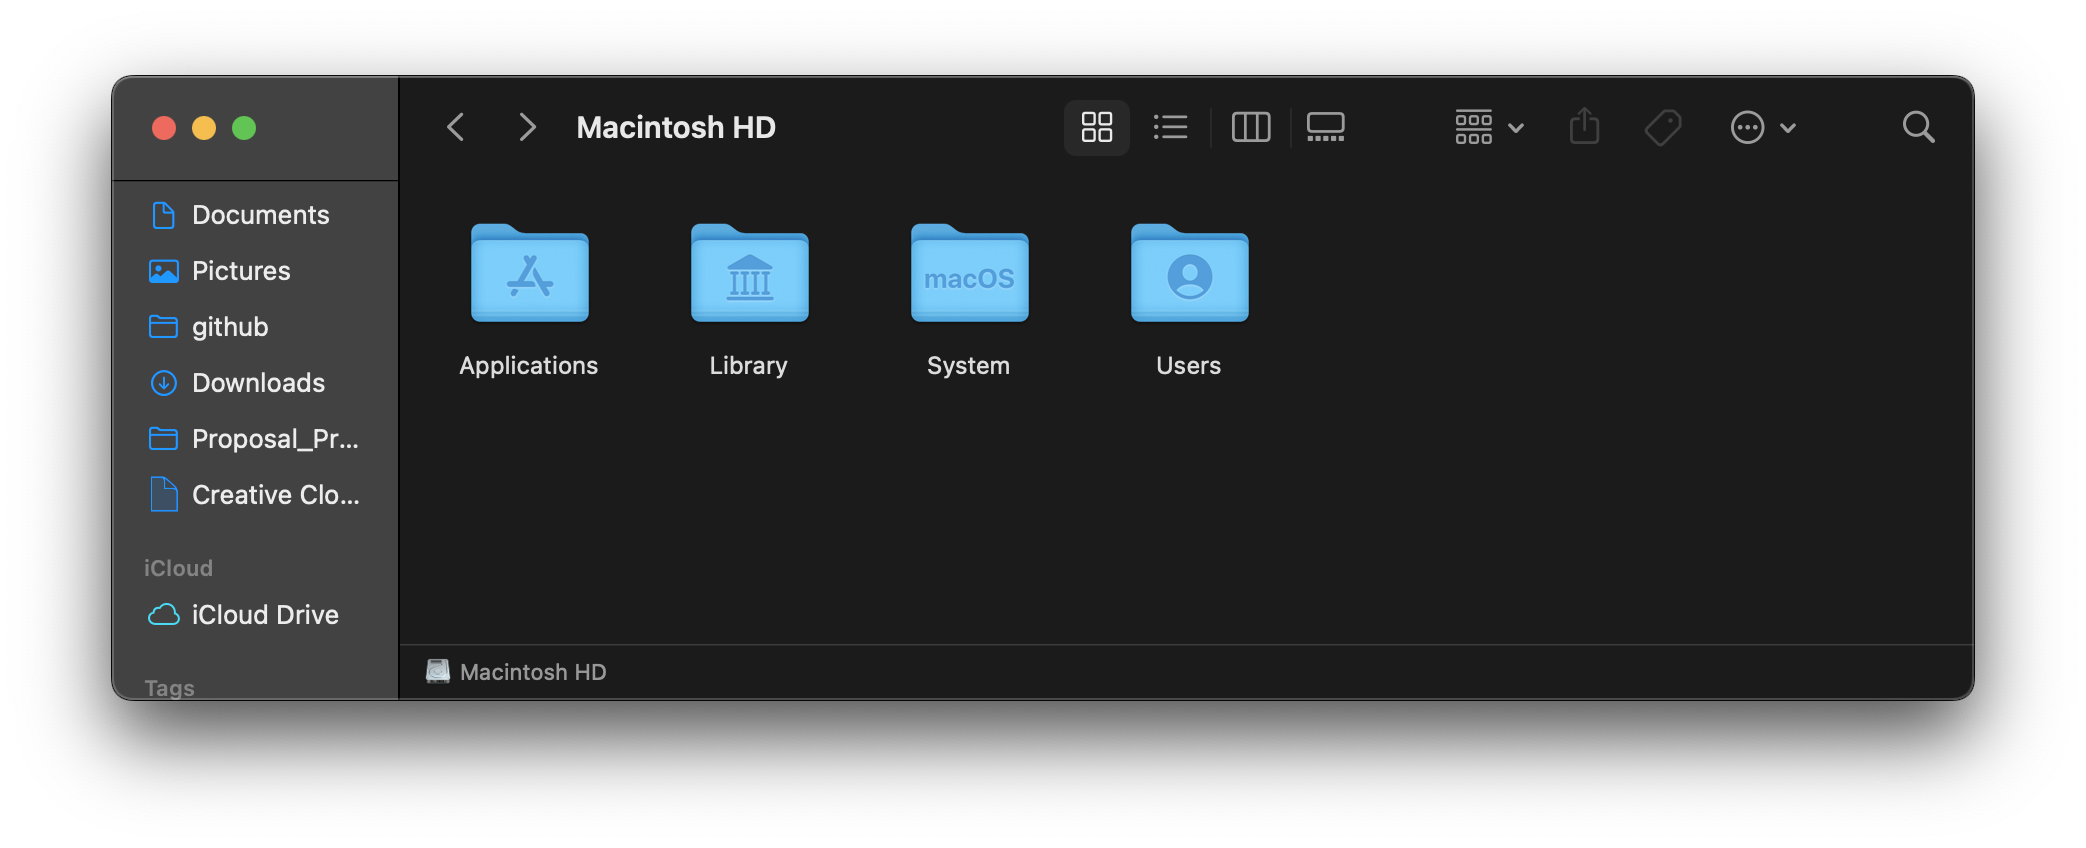 Macintosh HD
Documents
Pictures
github
Downloads
Proposal_Pr...
Creative Clo...
iCloud
iCloud Drive
Tags
macOS
Applications
Library
System
Users
Macintosh HD